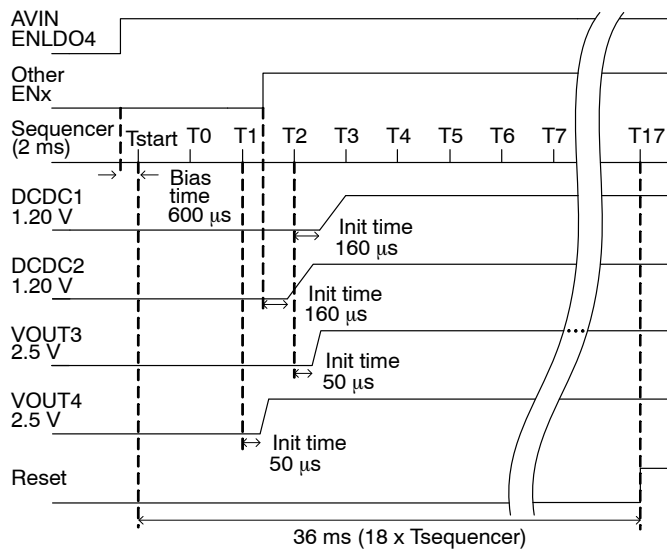 AVIN
ENLDO4
Other
ENx
Sequencer
(2 ms)
Tstart T0 T1 T2 T3 T4 T5 T6 T7 T17
Bias
time
600 μs
DCDC1
1.20 V
Init time
160 μs
DCDC2
1.20 V
Init time
160 μs
VOUT3
2.5 V
Init time
50 μs
VOUT4
2.5 V
Init time
50 μs
Reset
36 ms (18 x Tsequencer)